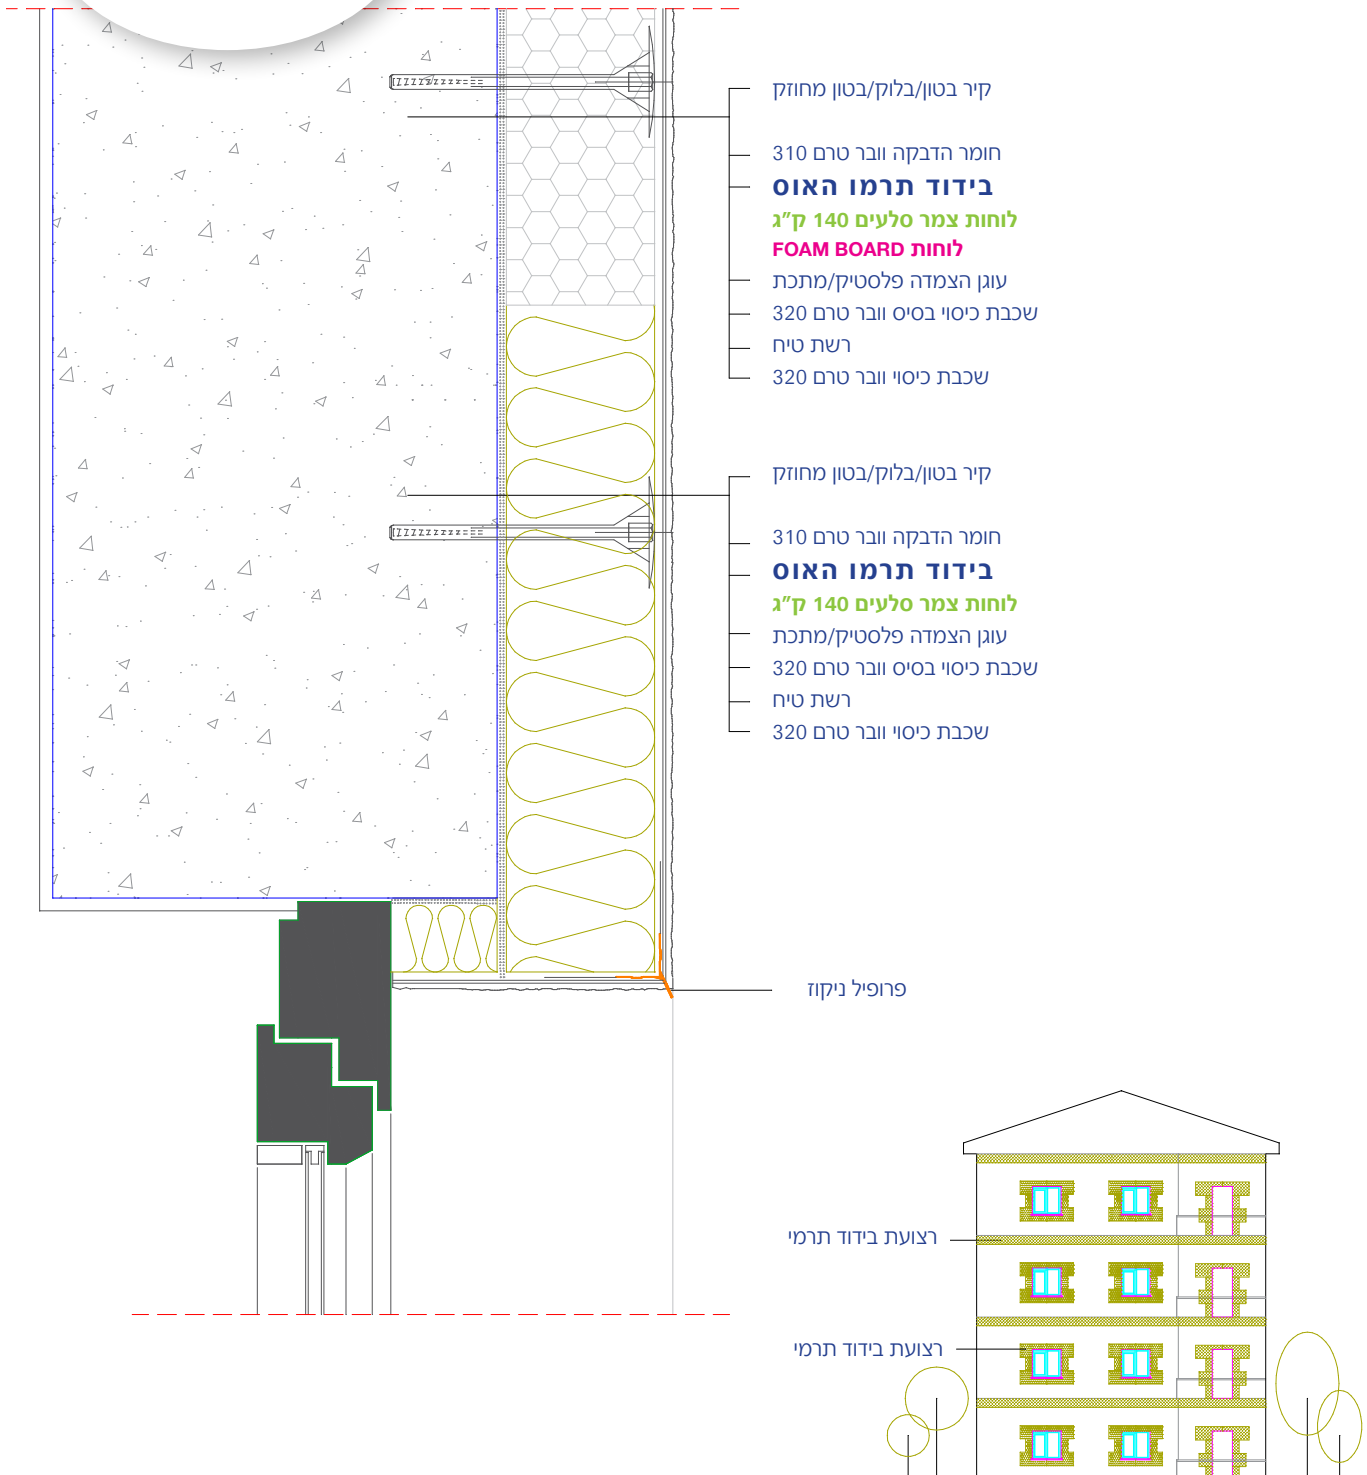 קיר בטון/בלוק/בטון מחוזק
חומר הדבקה וובר טרם 310
בידוד תרמו האוס
לוחות צמר סלעים 140 ק״ג
לוחות FOAM BOARD
עוגן הצמדה פלסטיק/מתכת
שכבת כיסוי בסיס וובר טרם 320
רשת טיח
שכבת כיסוי וובר טרם 320
קיר בטון/בלוק/בטון מחוזק
חומר הדבקה וובר טרם 310
בידוד תרמו האוס
לוחות צמר סלעים 140 ק״ג
עוגן הצמדה פלסטיק/מתכת
שכבת כיסוי בסיס וובר טרם 320
רשת טיח
שכבת כיסוי וובר טרם 320
פרופיל ניקוז
רצועת בידוד תרמי
רצועת בידוד תרמי